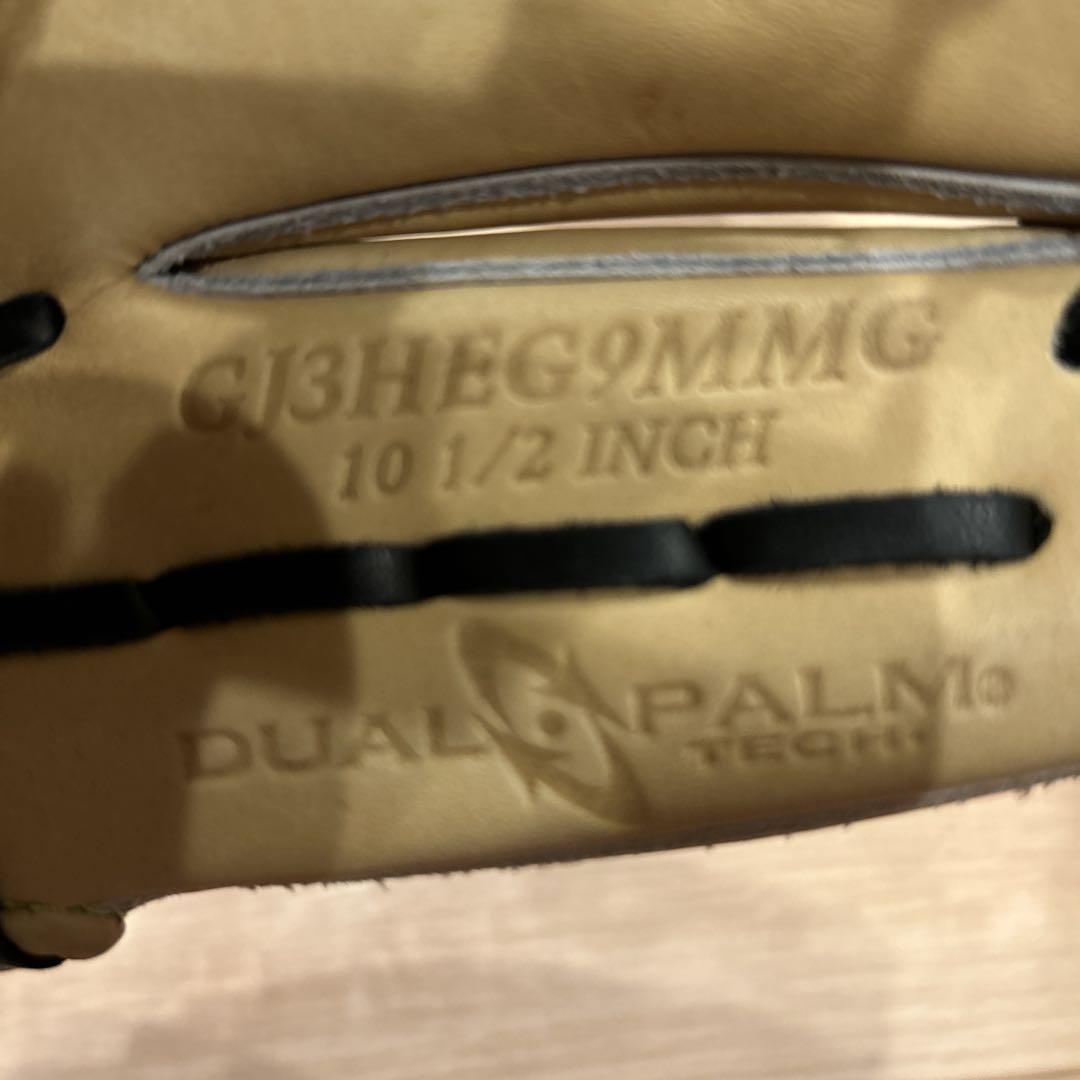 GJ3HEG9MMG
10 1/2 INCH
DUAL PALM®
TECH